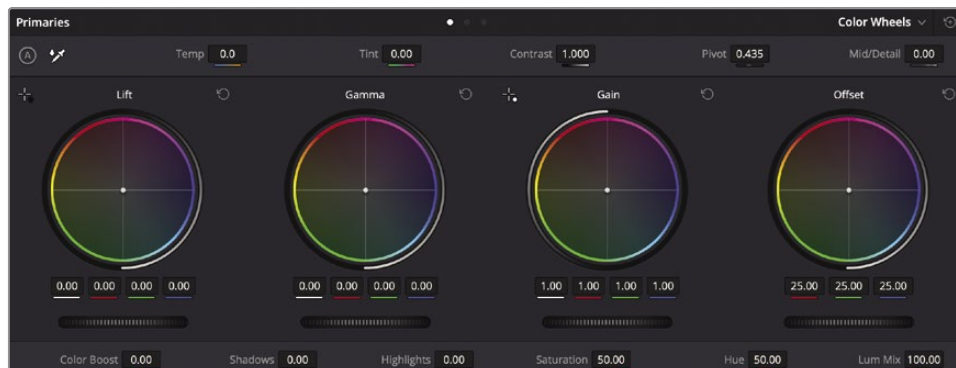 Primaries Color Wheels
A Temp 0.0 Tint 0.00 Contrast 1.000 Pivot 0.435 Mid/Detail 0.00
Lift Gamma Gain Offset
0.00 0.00 0.00 0.00 0.00 0.00 0.00 0.00 1.00 1.00 1.00 1.00 25.00 25.00 25.00
Color Boost 0.00 Shadows 0.00 Highlights 0.00 Saturation 50.00 Hue 50.00 Lum Mix 100.00